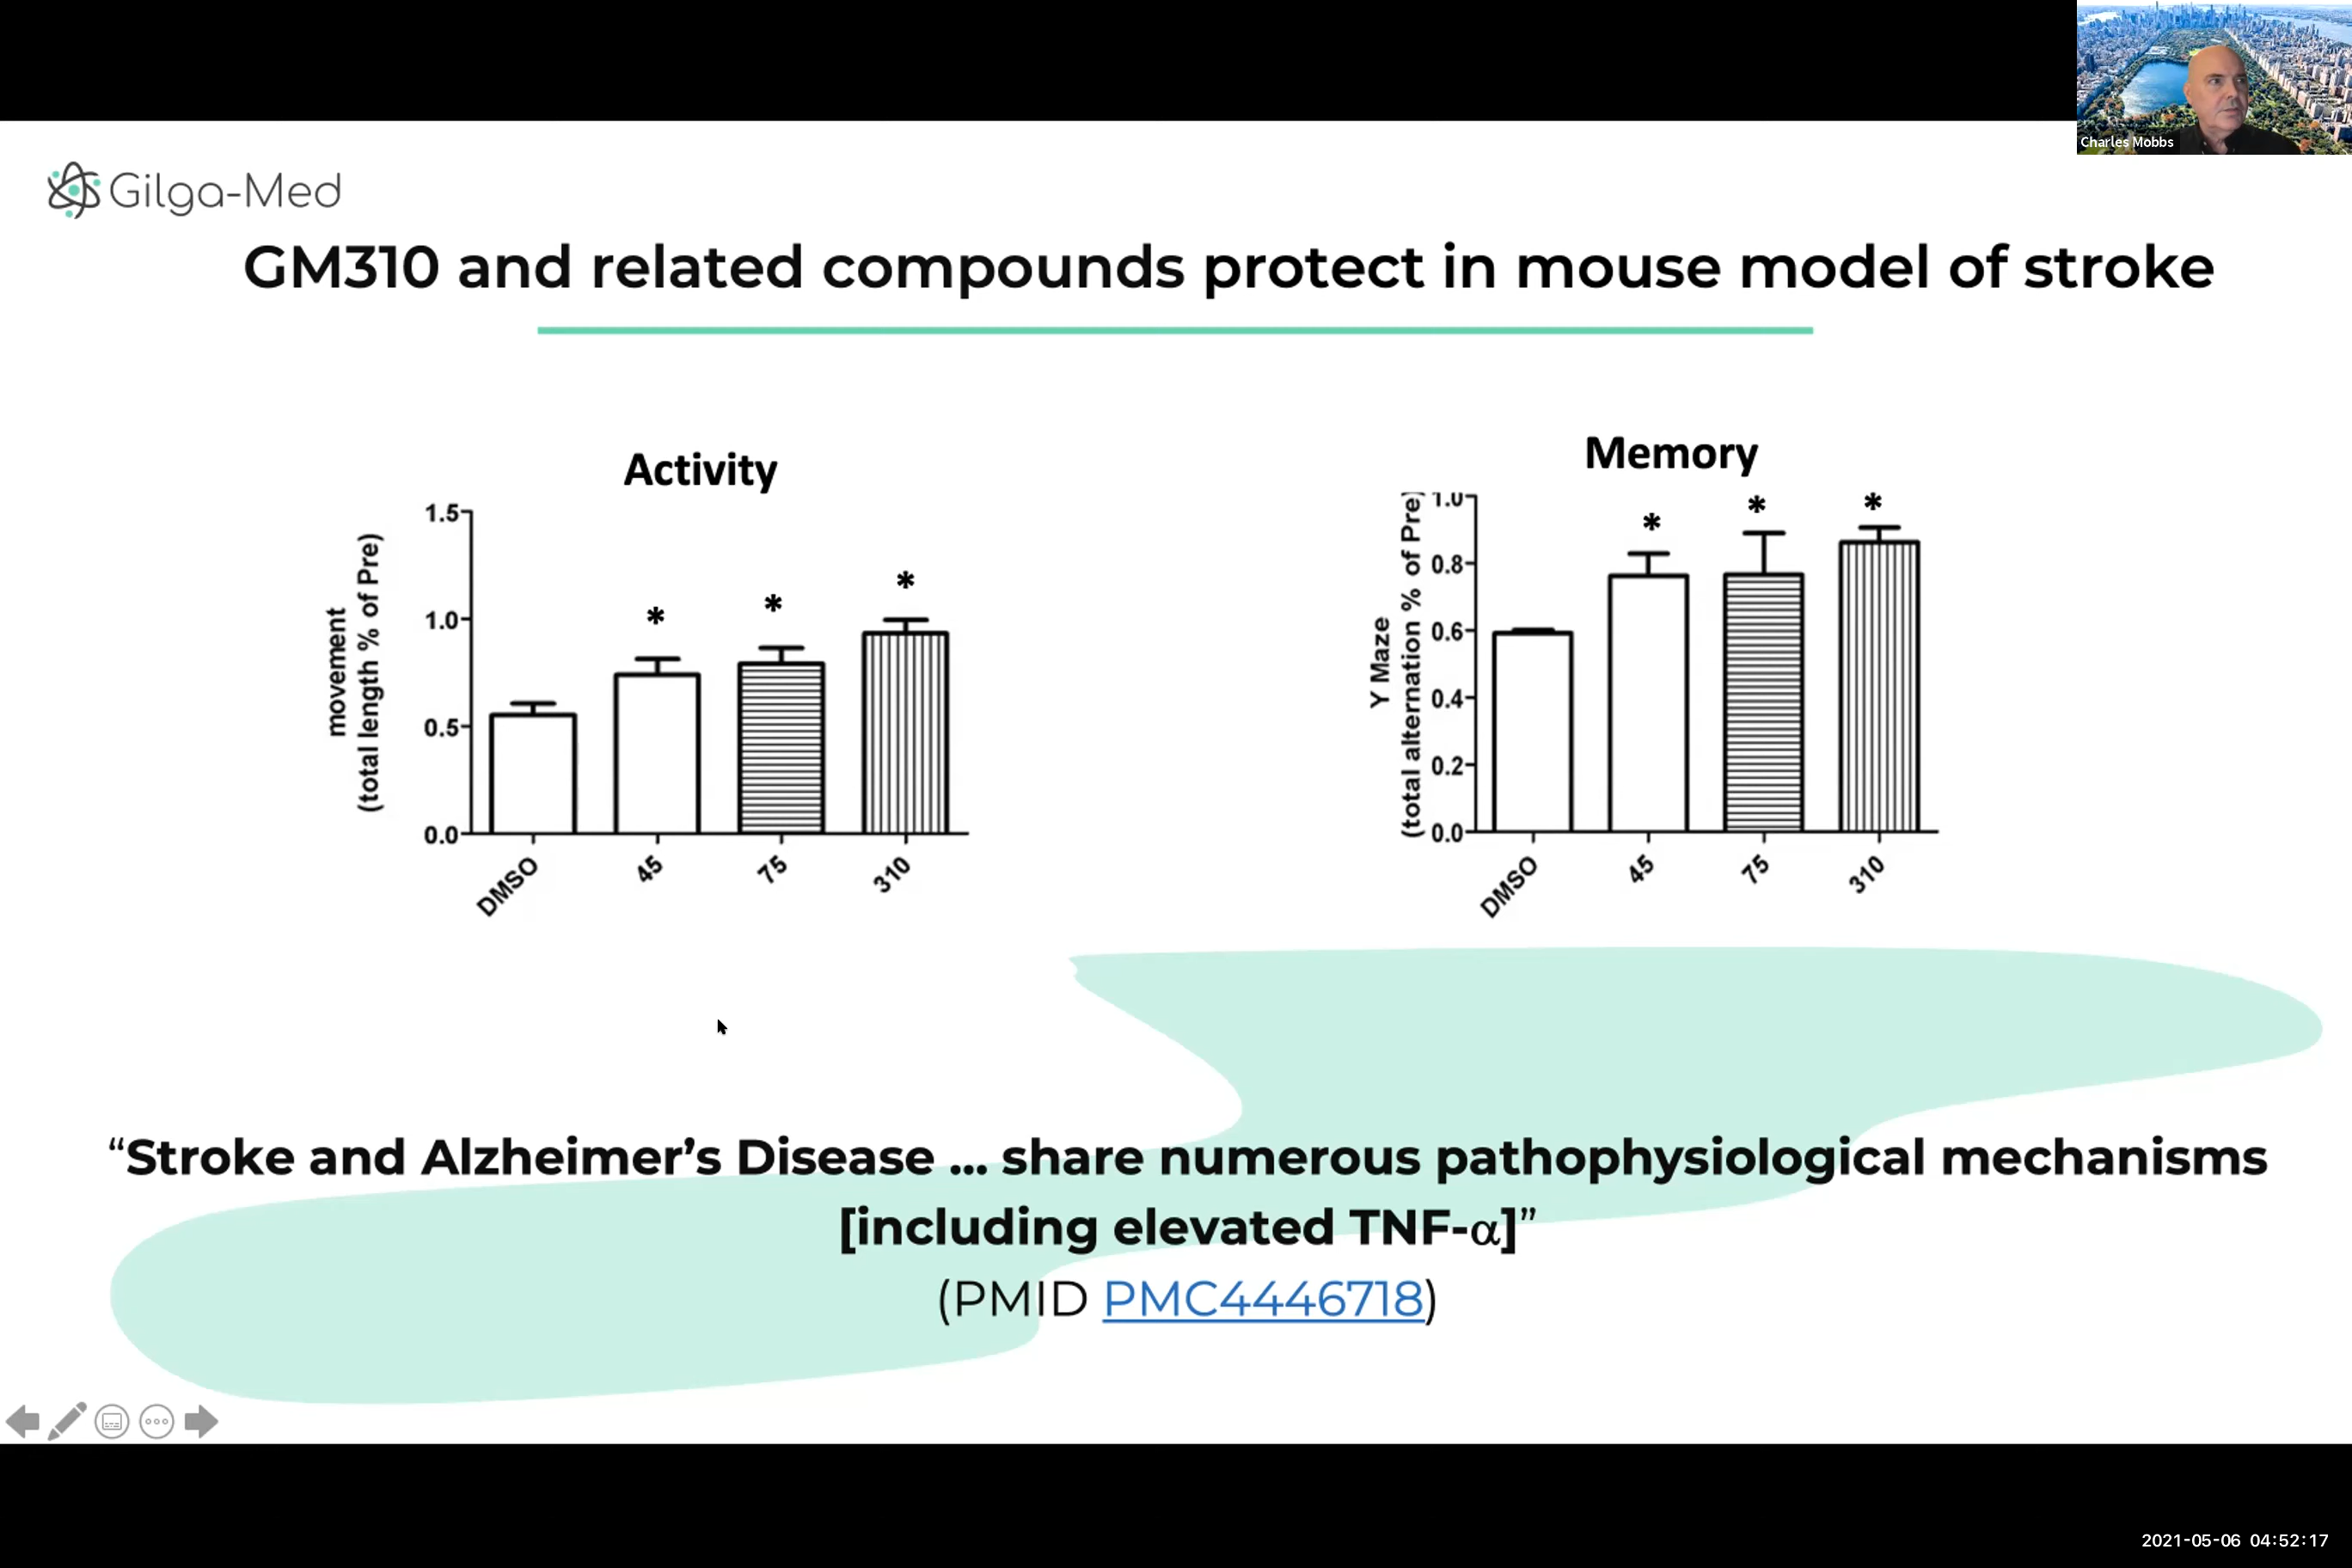 Charles Mobbs
Gilga-Med
GM310 and related compounds protect in mouse model of stroke
Activity
movement
(total length % of Pre)
1.5
1.0
0.5
0.0
*
*
*
DMSO
45
75
310
Memory
Y Maze
(total alternation % of Pre)
1.0
0.8
0.6
0.4
0.2
0.0
*
*
*
DMSO
45
75
310
“Stroke and Alzheimer’s Disease ... share numerous pathophysiological mechanisms
[including elevated TNF-α]”
(PMID PMC4446718)
2021-05-06 04:52:17